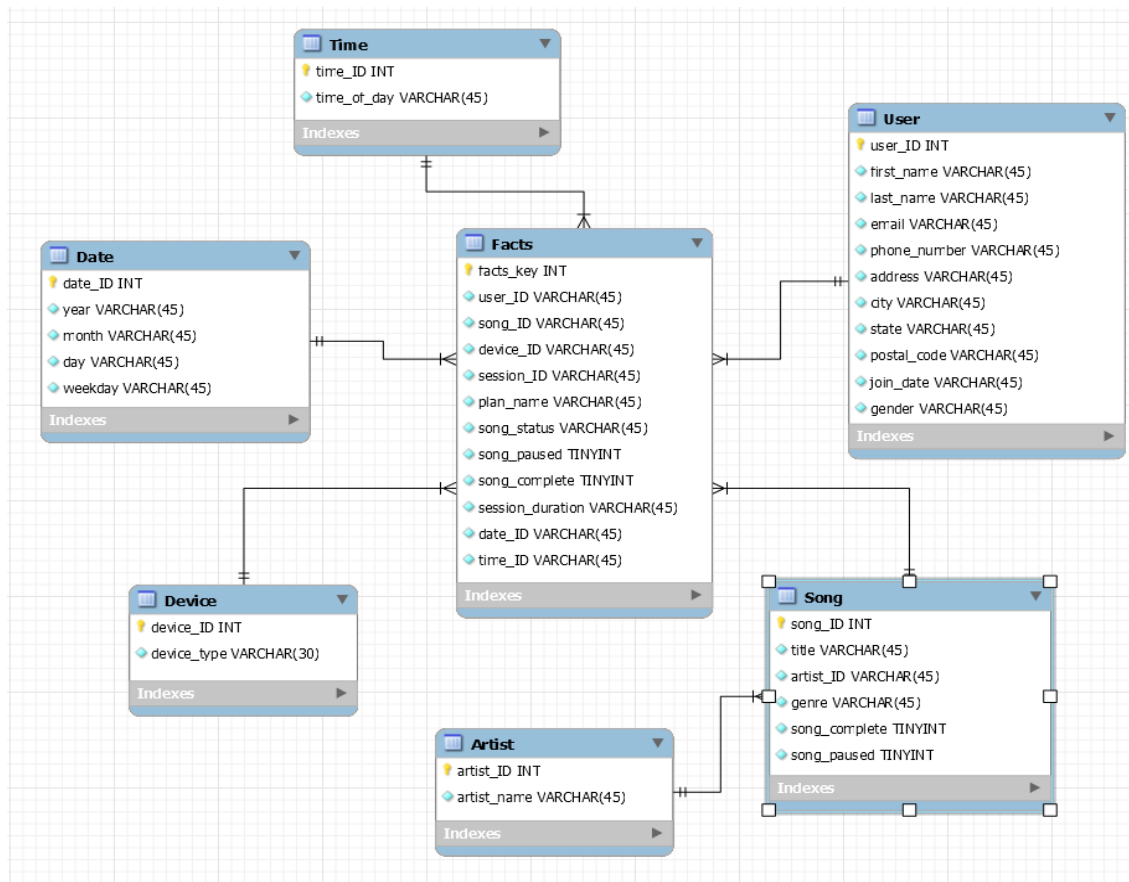 Time
time_ID INT
time_of_day VARCHAR(45)
Indexes
User
user_ID INT
first_name VARCHAR(45)
last_name VARCHAR(45)
email VARCHAR(45)
phone_number VARCHAR(45)
address VARCHAR(45)
city VARCHAR(45)
state VARCHAR(45)
postal_code VARCHAR(45)
join_date VARCHAR(45)
gender VARCHAR(45)
Indexes
Date
date_ID INT
year VARCHAR(45)
month VARCHAR(45)
day VARCHAR(45)
weekday VARCHAR(45)
Indexes
Facts
facts_key INT
user_ID VARCHAR(45)
song_ID VARCHAR(45)
device_ID VARCHAR(45)
session_ID VARCHAR(45)
plan_name VARCHAR(45)
song_status VARCHAR(45)
song_paused TINYINT
song_complete TINYINT
session_duration VARCHAR(45)
date_ID VARCHAR(45)
time_ID VARCHAR(45)
Indexes
Device
device_ID INT
device_type VARCHAR(30)
Indexes
Song
song_ID INT
title VARCHAR(45)
artist_ID VARCHAR(45)
genre VARCHAR(45)
song_complete TINYINT
song_paused TINYINT
Indexes
Artist
artist_ID INT
artist_name VARCHAR(45)
Indexes